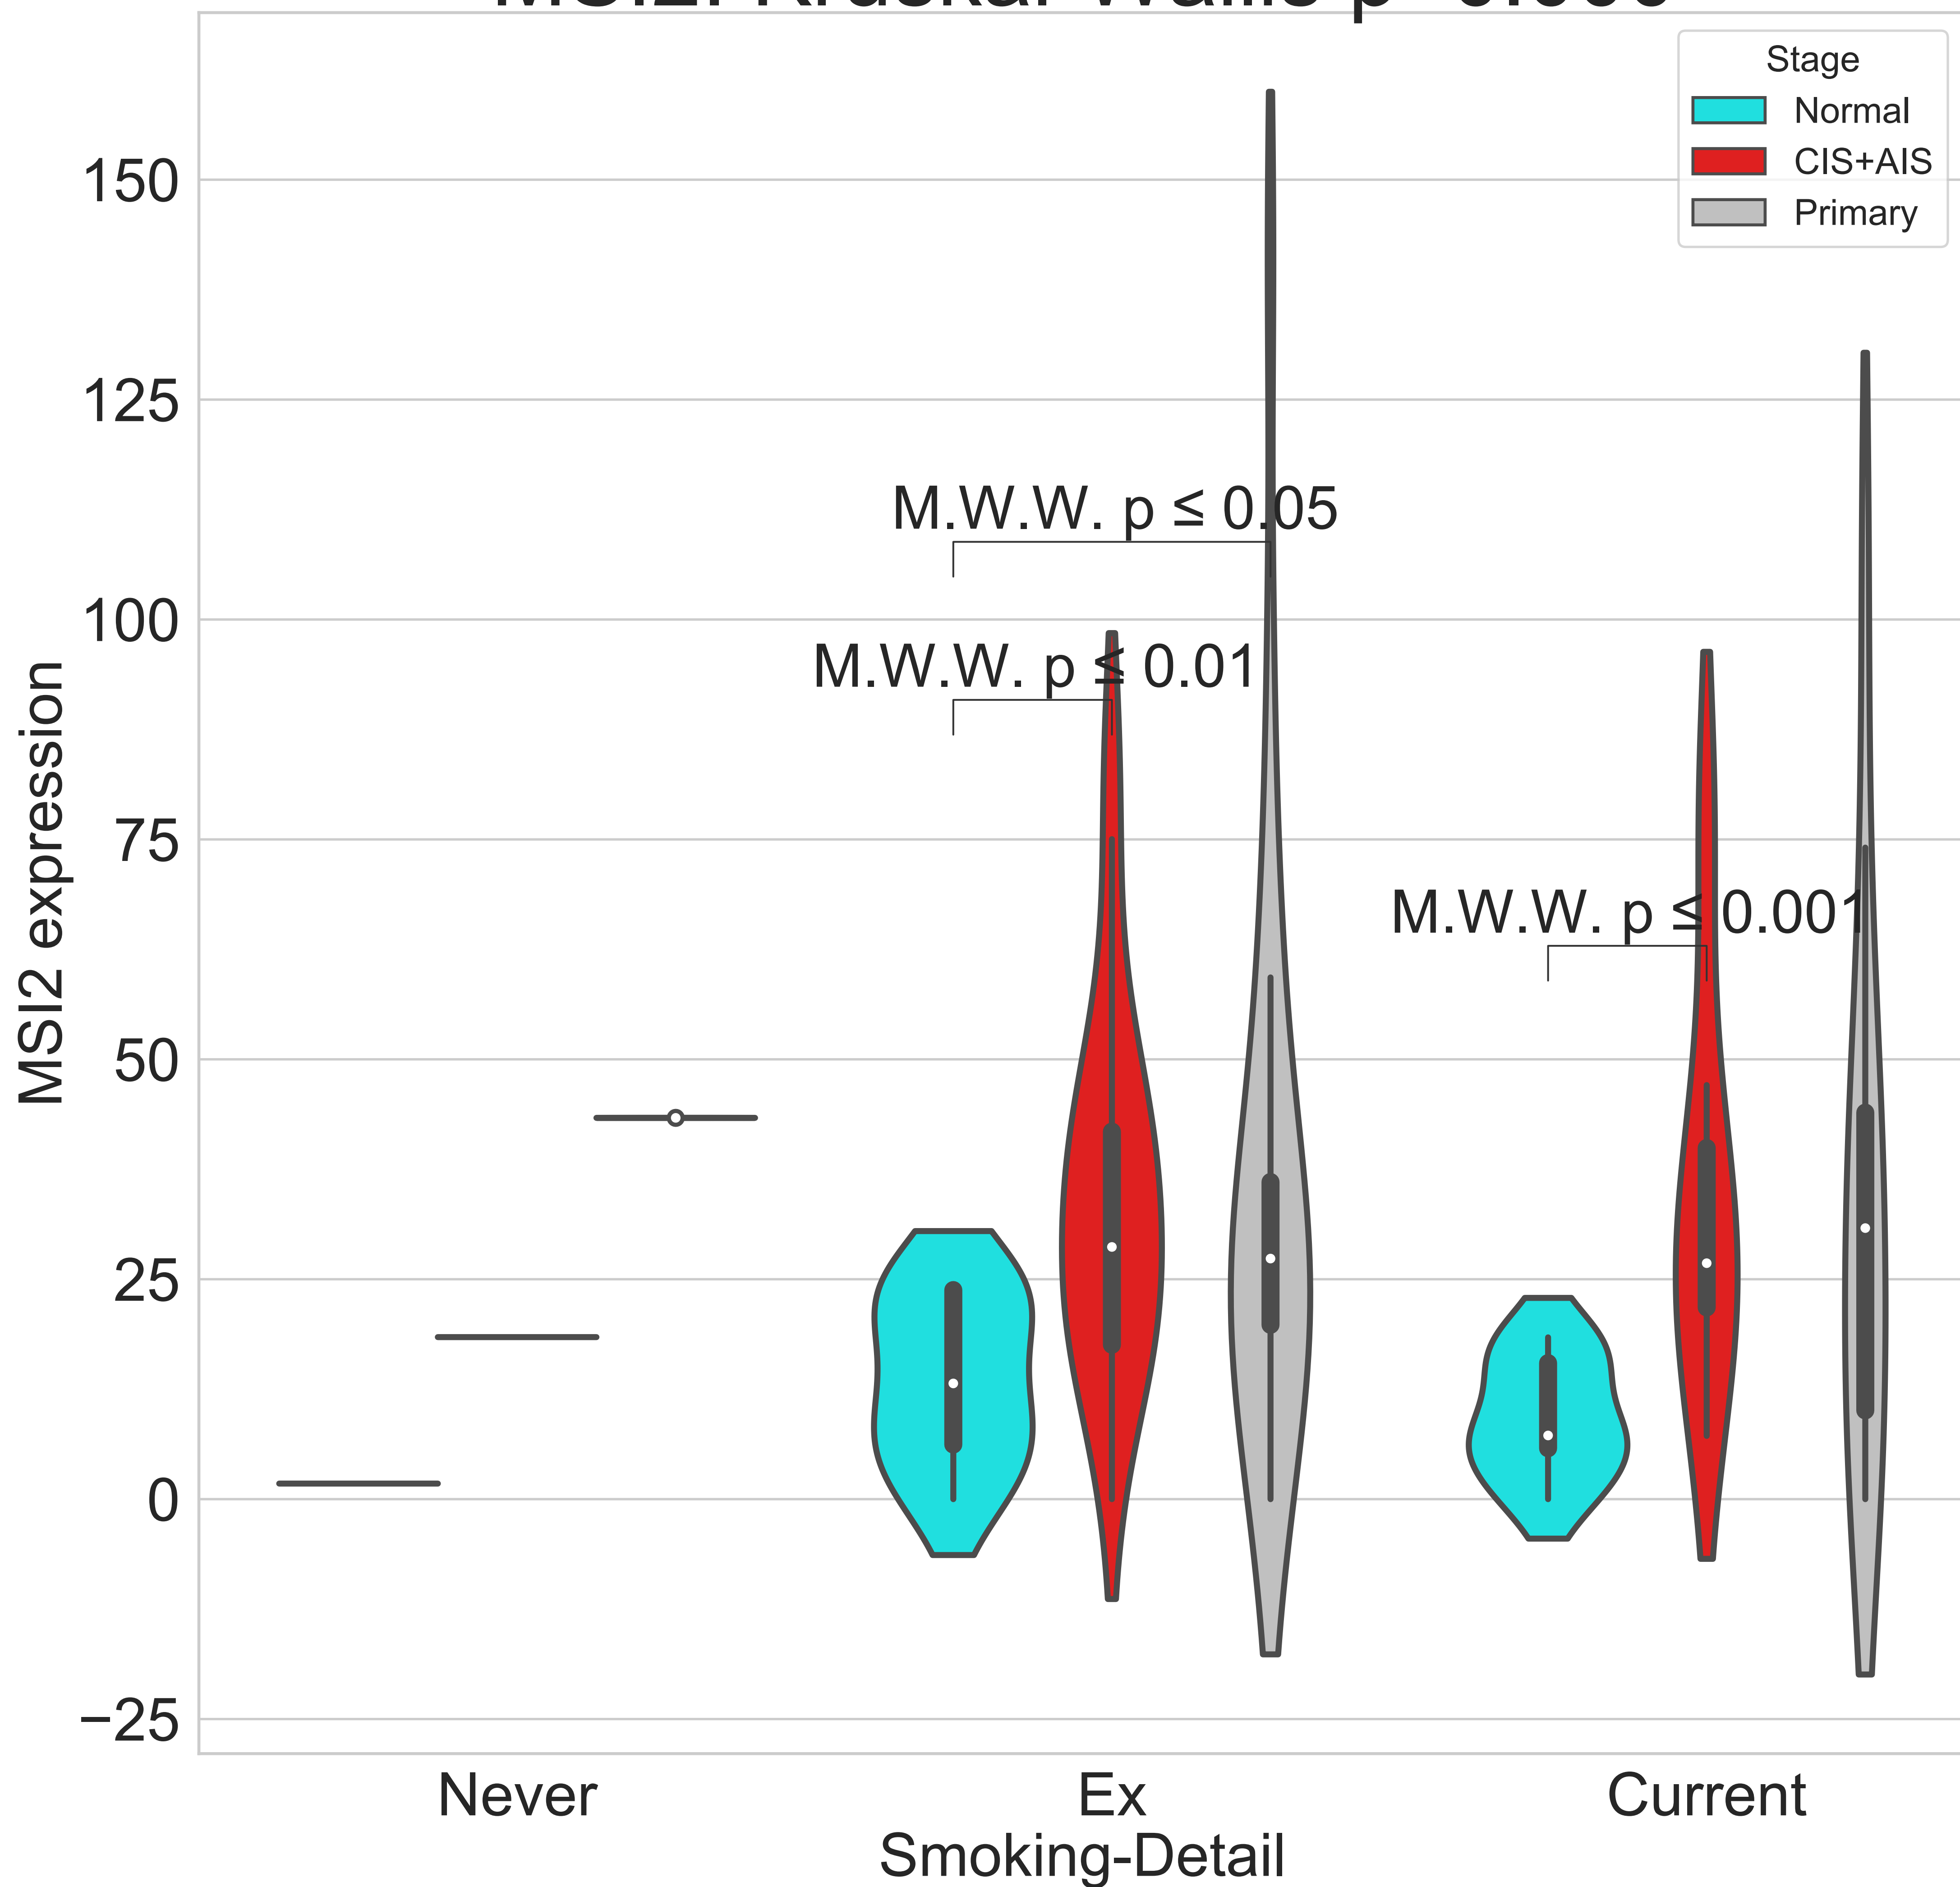 Stage
Normal
CIS+AIS
Primary
150
125
100
75
50
25
0
−25
MSI2 expression
M.W.W. p ≤ 0.05
M.W.W. p ≤ 0.01
M.W.W. p ≤ 0.001
Never
Ex
Current
Smoking-Detail